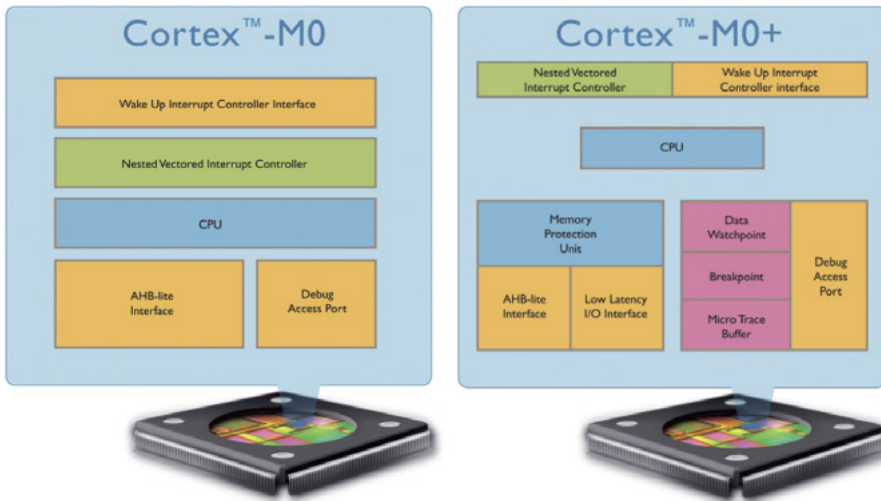 Cortex™-M0
Wake Up Interrupt Controller Interface
Nested Vectored Interrupt Controller
CPU
AHB-lite
Interface
Debug
Access Port
Cortex™-M0+
Nested Vectored
Interrupt Controller
Wake Up Interrupt
Controller interface
CPU
Memory
Protection
Unit
AHB-lite
Interface
Low Latency
I/O Interface
Data
Watchpoint
Breakpoint
Micro Trace
Buffer
Debug
Access
Port